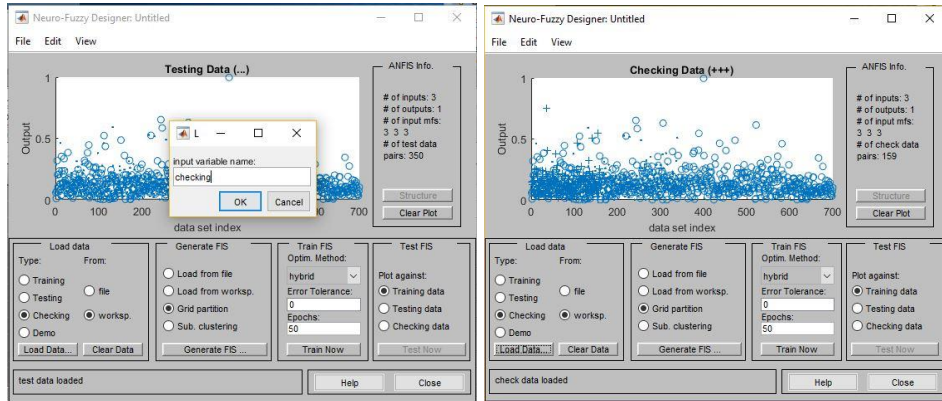 Neuro-Fuzzy Designer: Untitled
File Edit View
Testing Data (...)
1
0.5
0
Output
0 100 200 600 700
data set index
L
input variable name:
checking
OK Cancel
ANFIS Info.
# of inputs: 3
# of outputs: 1
# of input mfs:
3 3 3
# of test data
pairs: 350
Structure
Clear Plot
Load data
Type: From:
Training
Testing
Checking
Demo
file
worksp.
Load Data... Clear Data
Generate FIS
Load from file
Load from worksp.
Grid partition
Sub. clustering
Generate FIS ...
Train FIS
Optim. Method:
hybrid
Error Tolerance:
0
Epochs:
50
Train Now
Test FIS
Plot against:
Training data
Testing data
Checking data
Test Now
test data loaded
Help Close
Neuro-Fuzzy Designer: Untitled
File Edit View
Checking Data (+++)
1
0.5
0
Output
0 100 200 300 400 500 600 700
data set index
ANFIS Info.
# of inputs: 3
# of outputs: 1
# of input mfs:
3 3 3
# of check data
pairs: 159
Structure
Clear Plot
Load data
Type: From:
Training
Testing
Checking
Demo
file
worksp.
Load Data... Clear Data
Generate FIS
Load from file
Load from worksp.
Grid partition
Sub. clustering
Generate FIS ...
Train FIS
Optim. Method:
hybrid
Error Tolerance:
0
Epochs:
50
Train Now
Test FIS
Plot against:
Training data
Testing data
Checking data
Test Now
check data loaded
Help Close